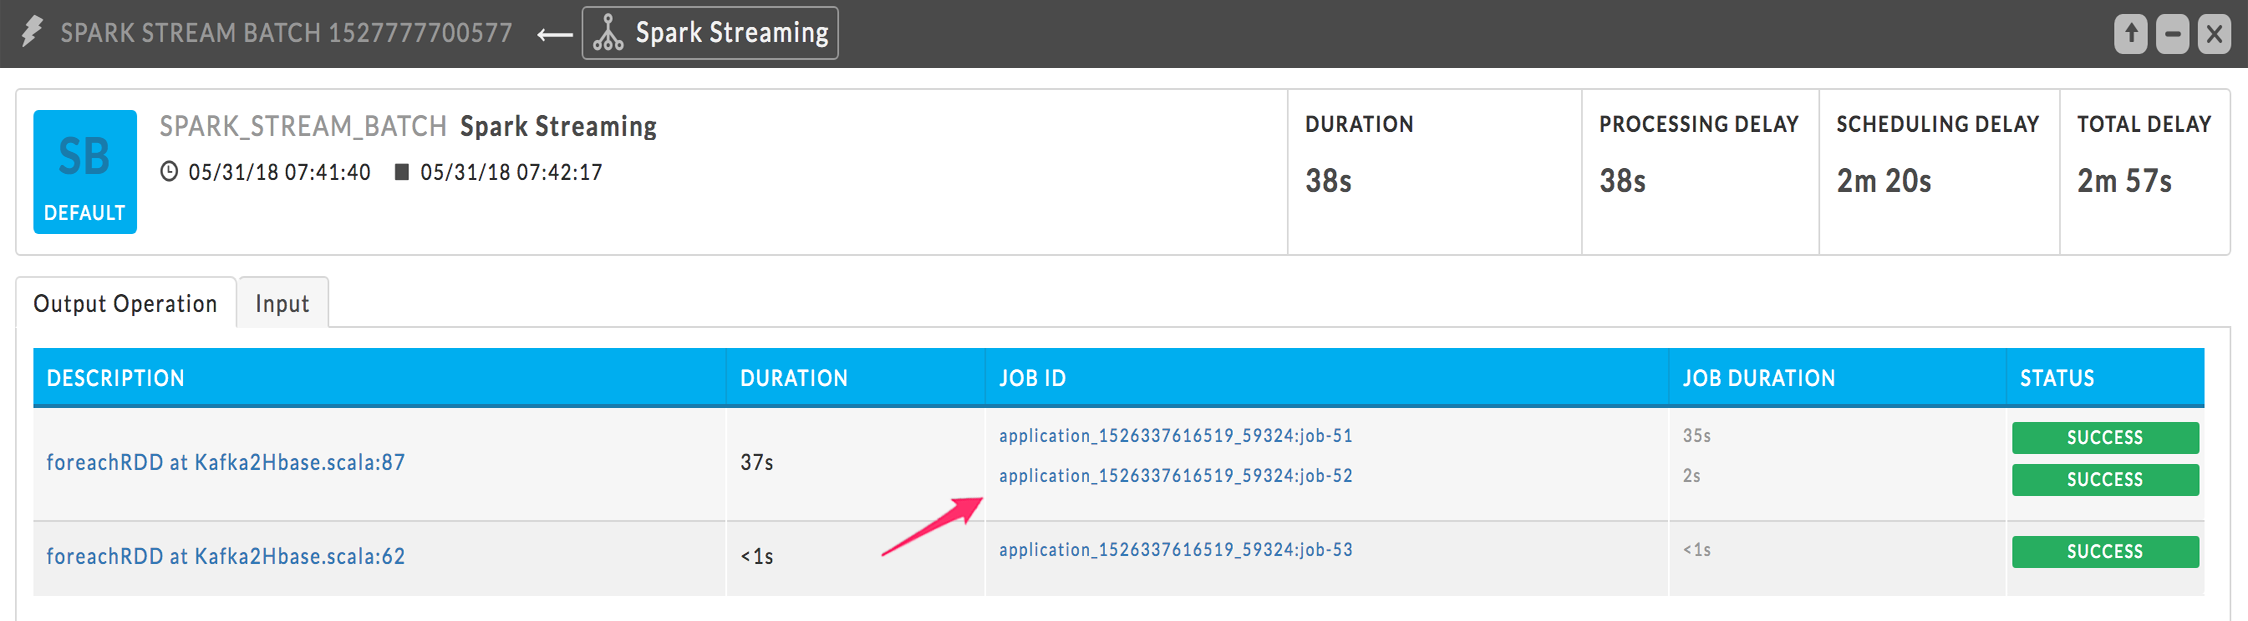 SPARK STREAM BATCH 1527777700577 Spark Streaming
SB
DEFAULT
SPARK_STREAM_BATCH Spark Streaming
05/31/18 07:41:40 05/31/18 07:42:17
DURATION
38s
PROCESSING DELAY
38s
SCHEDULING DELAY
2m 20s
TOTAL DELAY
2m 57s
Output Operation Input
DESCRIPTION DURATION JOB ID JOB DURATION STATUS
foreachRDD at Kafka2Hbase.scala:87 37s
application_1526337616519_59324:job-51 35s SUCCESS
application_1526337616519_59324:job-52 2s SUCCESS
foreachRDD at Kafka2Hbase.scala:62 <1s application_1526337616519_59324:job-53 <1s SUCCESS